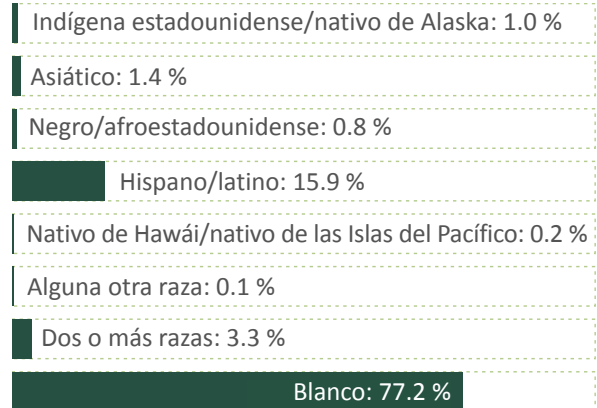 Indígena estadounidense/nativo de Alaska: 1.0 %
Asiático: 1.4 %
Negro/afroestadounidense: 0.8 %
Hispano/latino: 15.9 %
Nativo de Hawái/nativo de las Islas del Pacífico: 0.2 %
Alguna otra raza: 0.1 %
Dos o más razas: 3.3 %
Blanco: 77.2 %